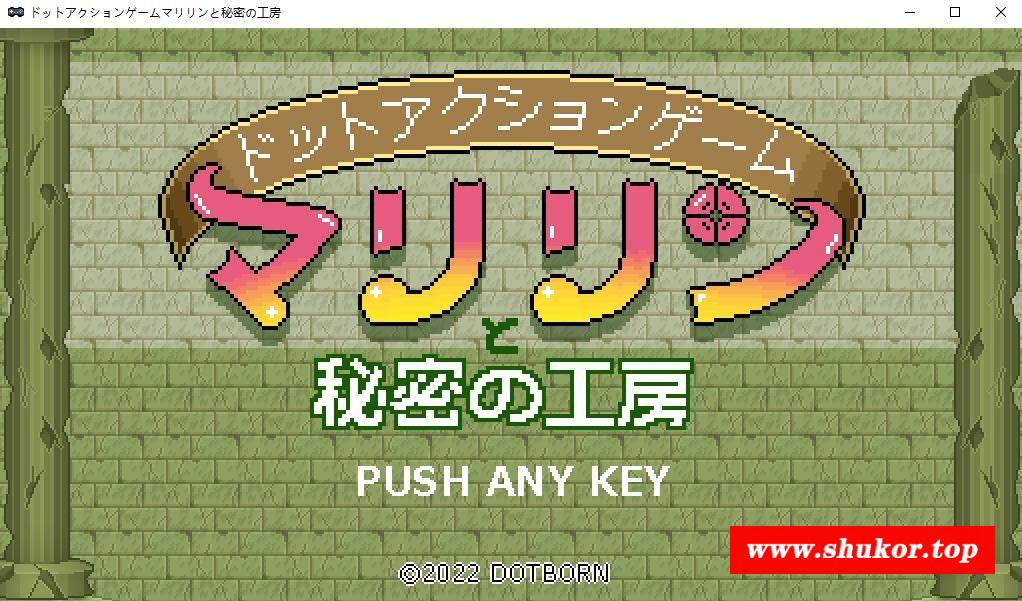 ドットアクションゲームマリリンと秘密の工房
ドットアクションゲーム
マリリン
と
秘密の工房
PUSH ANY KEY
www.shukor.top
©2022 DOTBORN